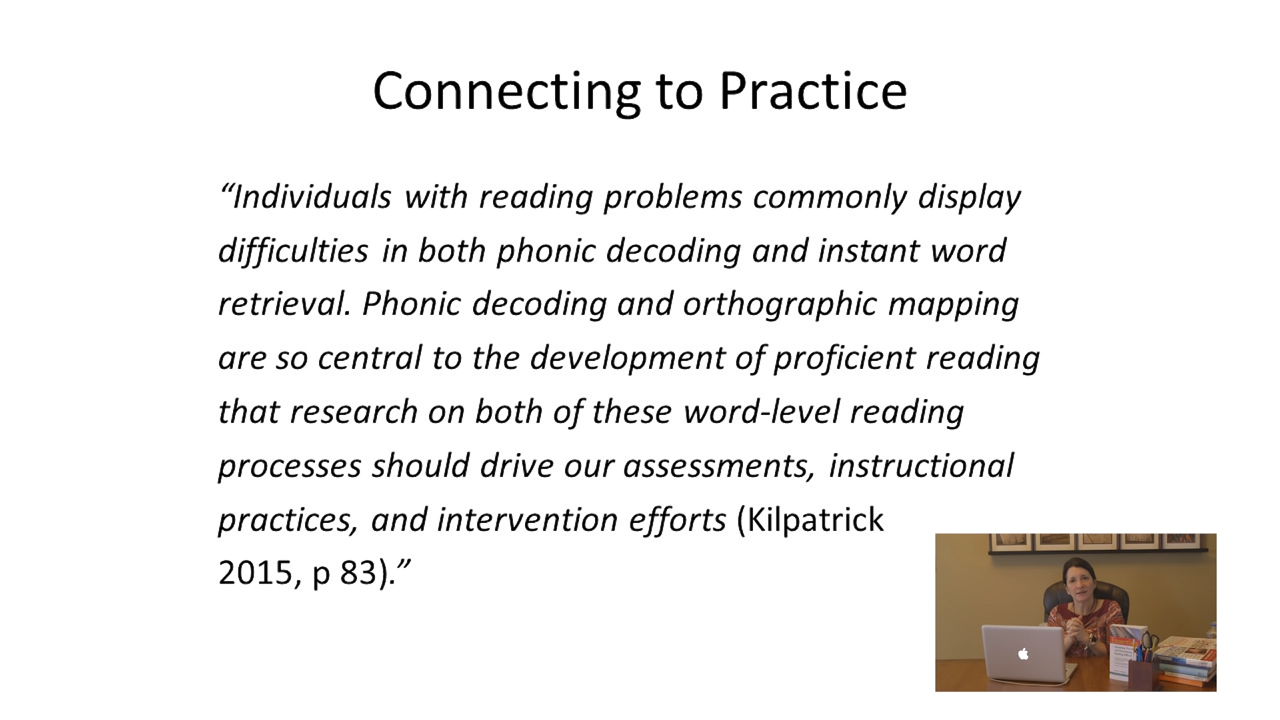 Connecting to Practice
“Individuals with reading problems commonly display
difficulties in both phonic decoding and instant word
retrieval. Phonic decoding and orthographic mapping
are so central to the development of proficient reading
that research on both of these word-level reading
processes should drive our assessments, instructional
practices, and intervention efforts (Kilpatrick
2015, p 83).”